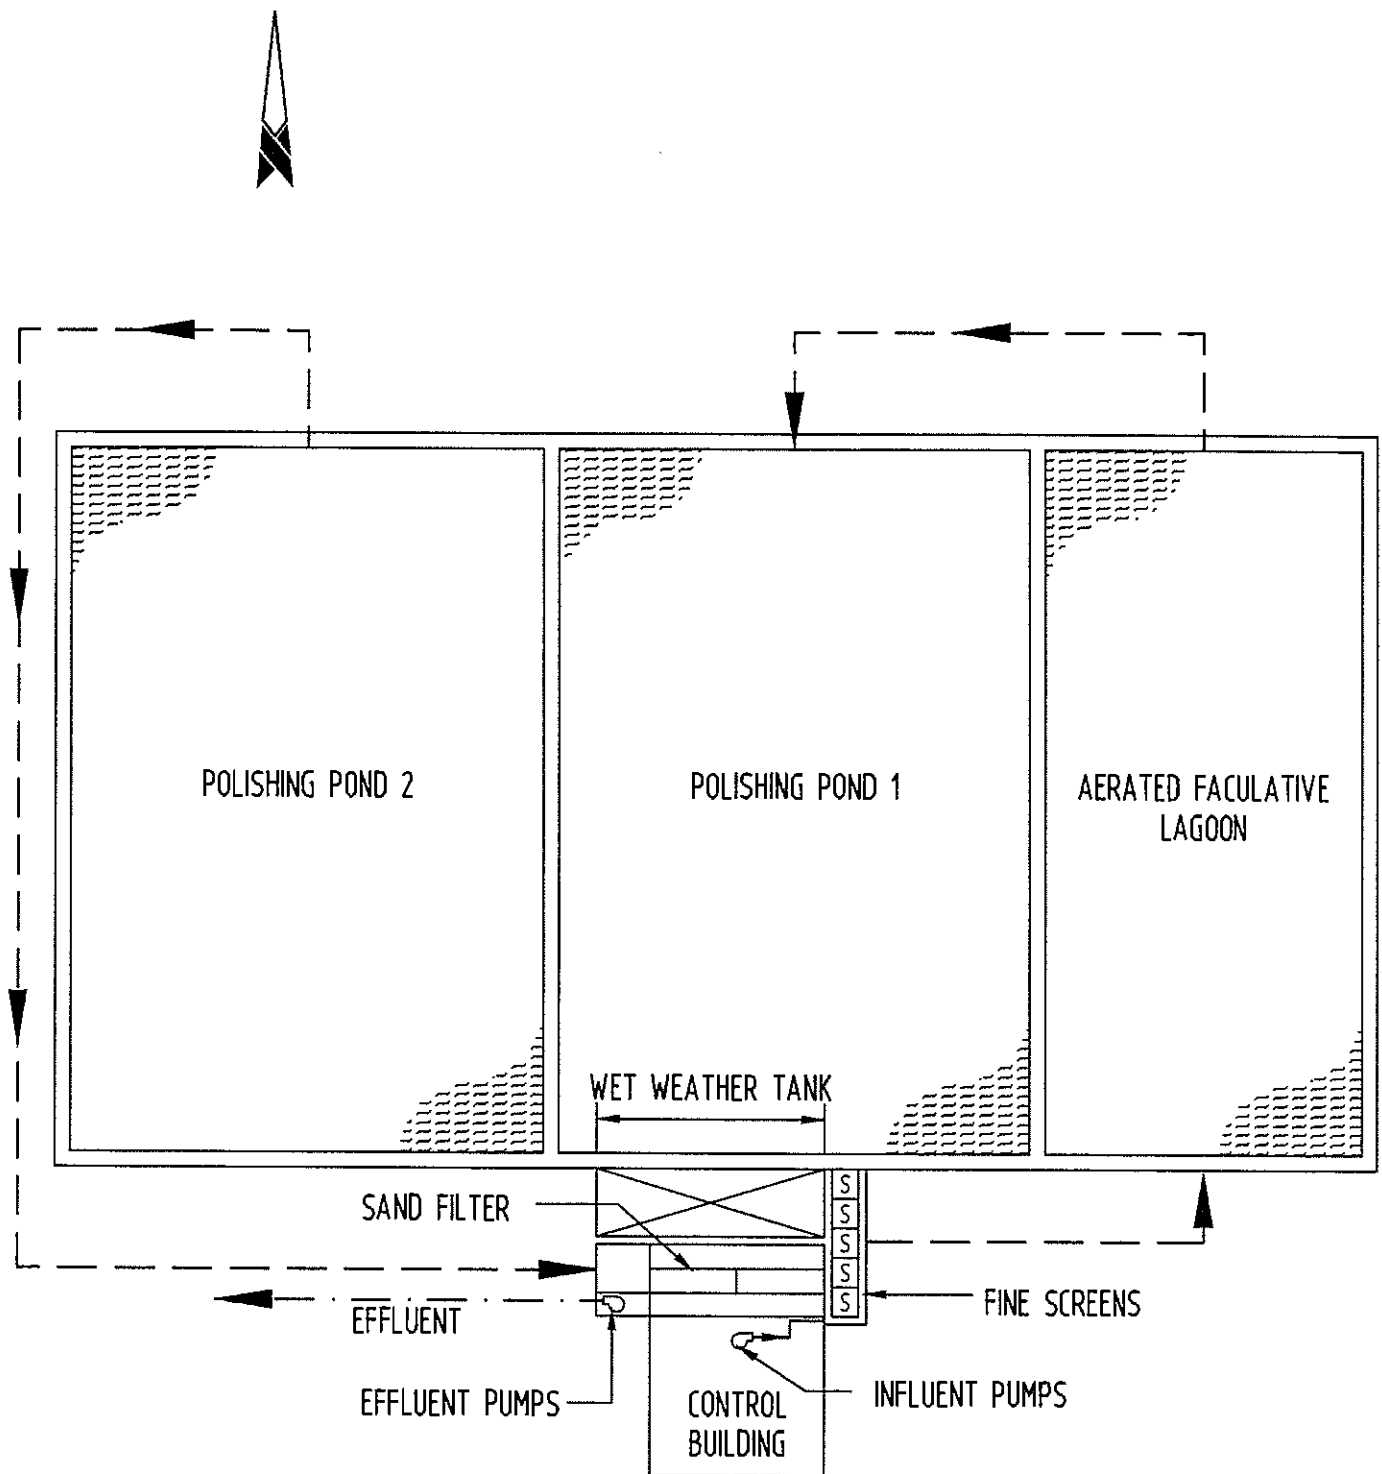 N
POLISHING POND 2
POLISHING POND 1
AERATED FACULATIVE
LAGOON
WET WEATHER TANK
SAND FILTER
S
S
S
S
S
FINE SCREENS
EFFLUENT
EFFLUENT PUMPS
INFLUENT PUMPS
CONTROL
BUILDING